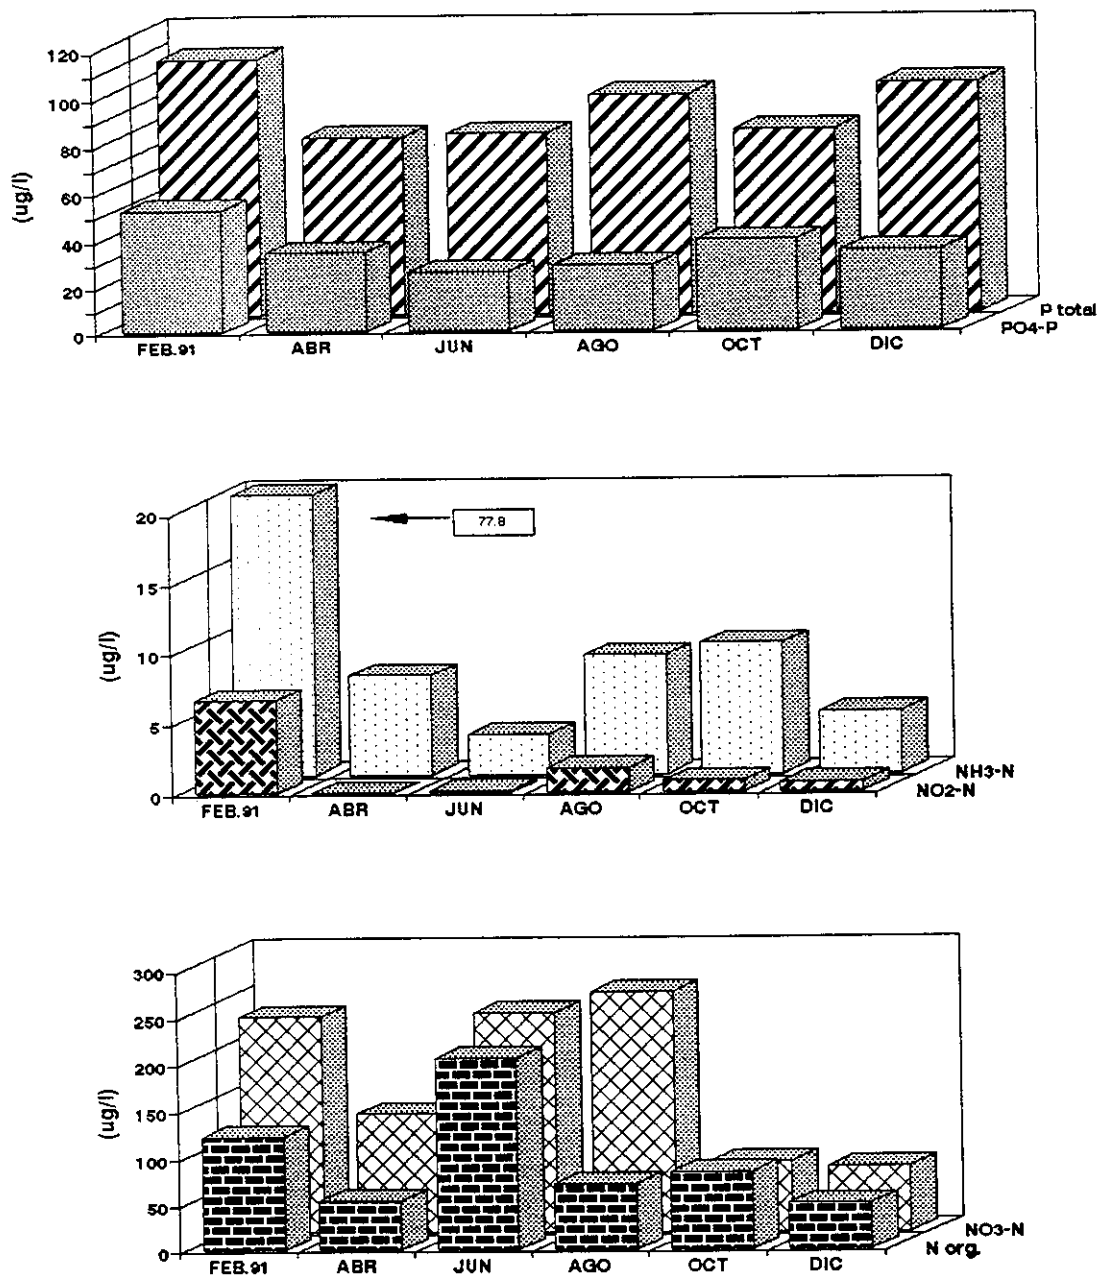 120
100
80
60
40
20
0
(ug/l)
FEB.91 ABR JUN AGO OCT DIC
P total
PO4-P
20
15
10
5
0
(ug/l)
77.8
FEB.91 ABR JUN AGO OCT DIC
NH3-N
NO2-N
300
250
200
150
100
50
0
(ug/l)
FEB.91 ABR JUN AGO OCT DIC
NO3-N
N org.